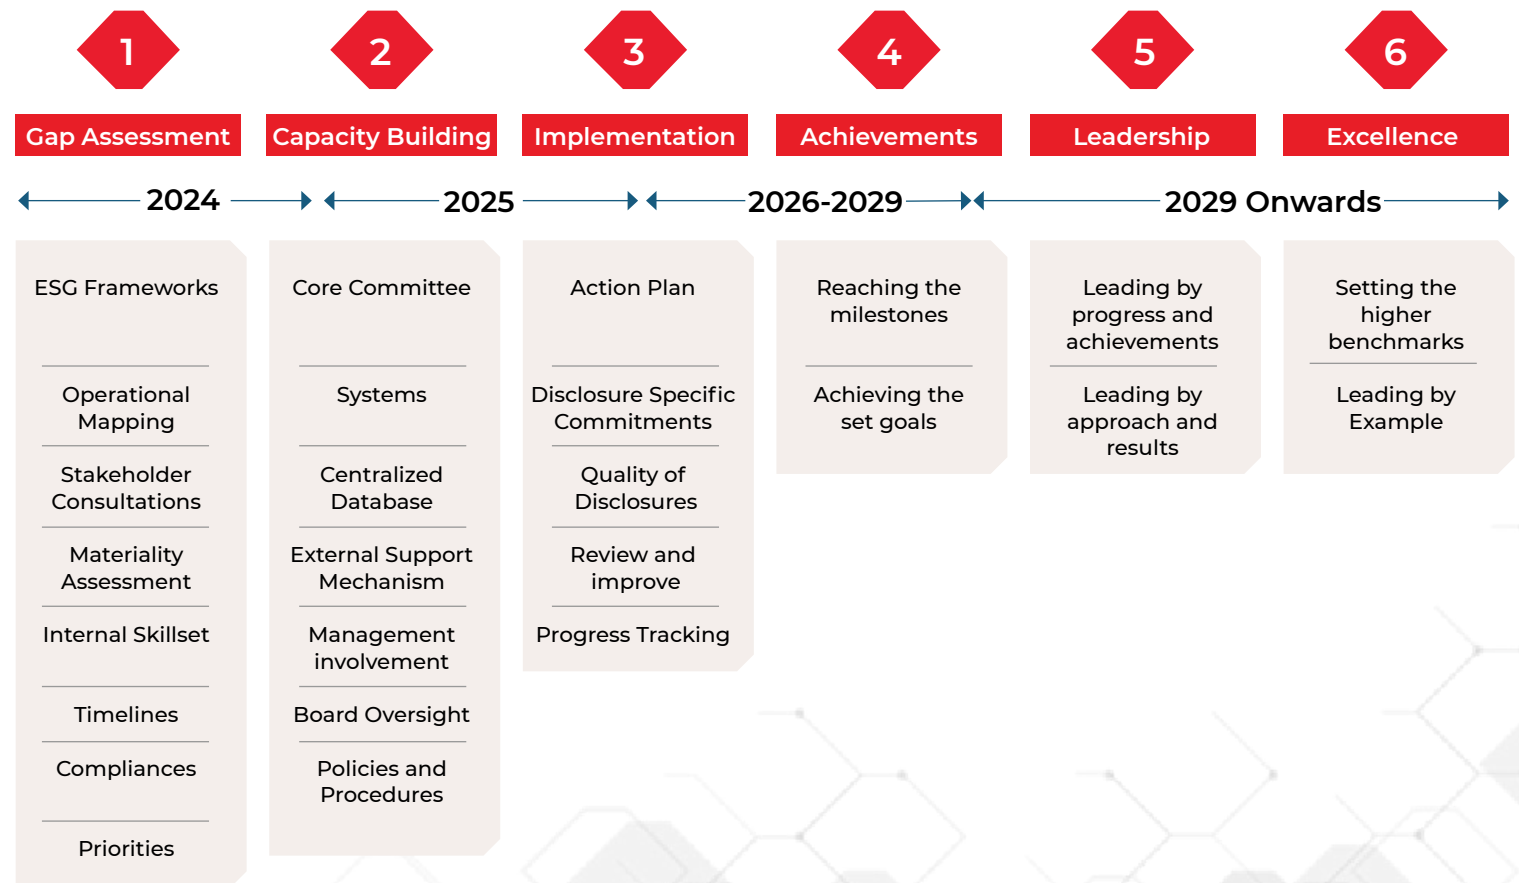 1
2
3
4
5
6
Gap Assessment
Capacity Building
Implementation
Achievements
Leadership
Excellence
2024
2025
2026-2029
2029 Onwards
ESG Frameworks
Operational
Mapping
Stakeholder
Consultations
Materiality
Assessment
Internal Skillset
Timelines
Compliances
Priorities
Core Committee
Systems
Centralized
Database
External Support
Mechanism
Management
involvement
Board Oversight
Policies and
Procedures
Action Plan
Disclosure Specific
Commitments
Quality of
Disclosures
Review and
improve
Progress Tracking
Reaching the
milestones
Achieving the
set goals
Leading by
progress and
achievements
Leading by
approach and
results
Setting the
higher
benchmarks
Leading by
Example